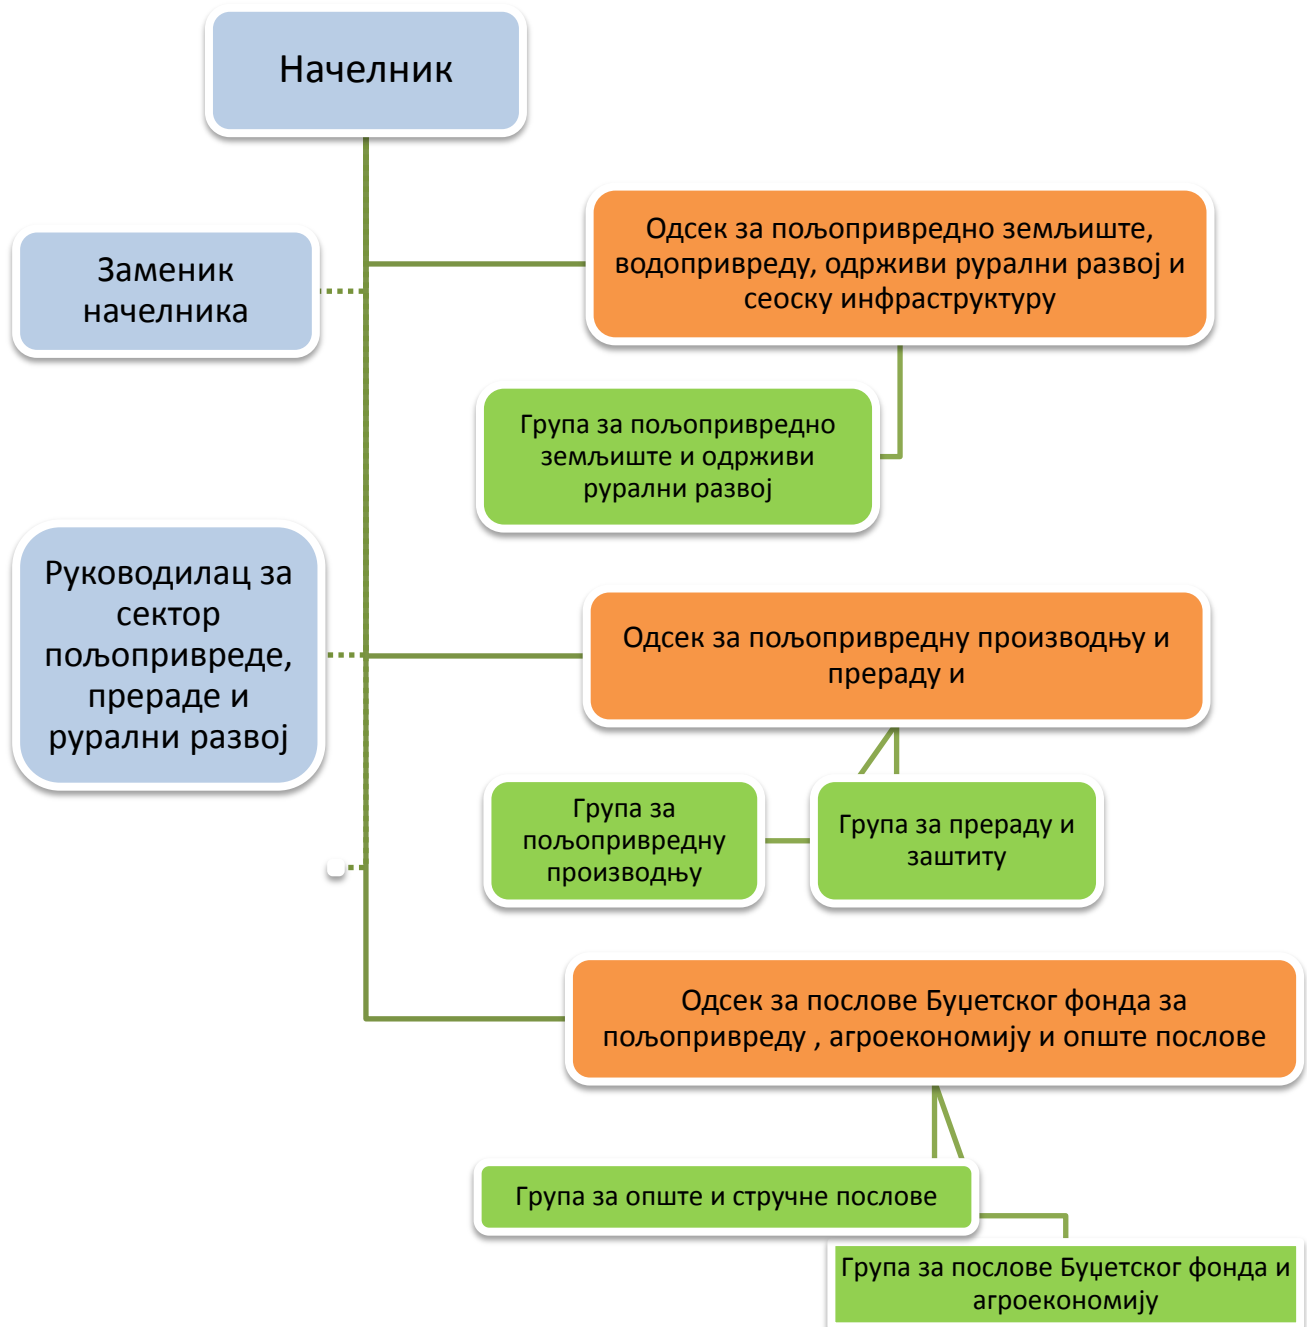 Начелник
Заменик
начелника
Одсек за пољопривредно земљиште,
водопривреду, одрживи рурални развој и
сеоску инфраструктуру
Група за пољопривредно
земљиште и одрживи
рурални развој
Руководилац за
сектор
пољопривреде,
прераде и
рурални развој
Одсек за пољопривредну производњу и
прераду и
Група за
пољопривредну
производњу
Група за прераду и
заштиту
Одсек за послове Буџетског фонда за
пољопривреду , агроекономију и опште послове
Група за опште и стручне послове
Група за послове Буџетског фонда и
агроекономију